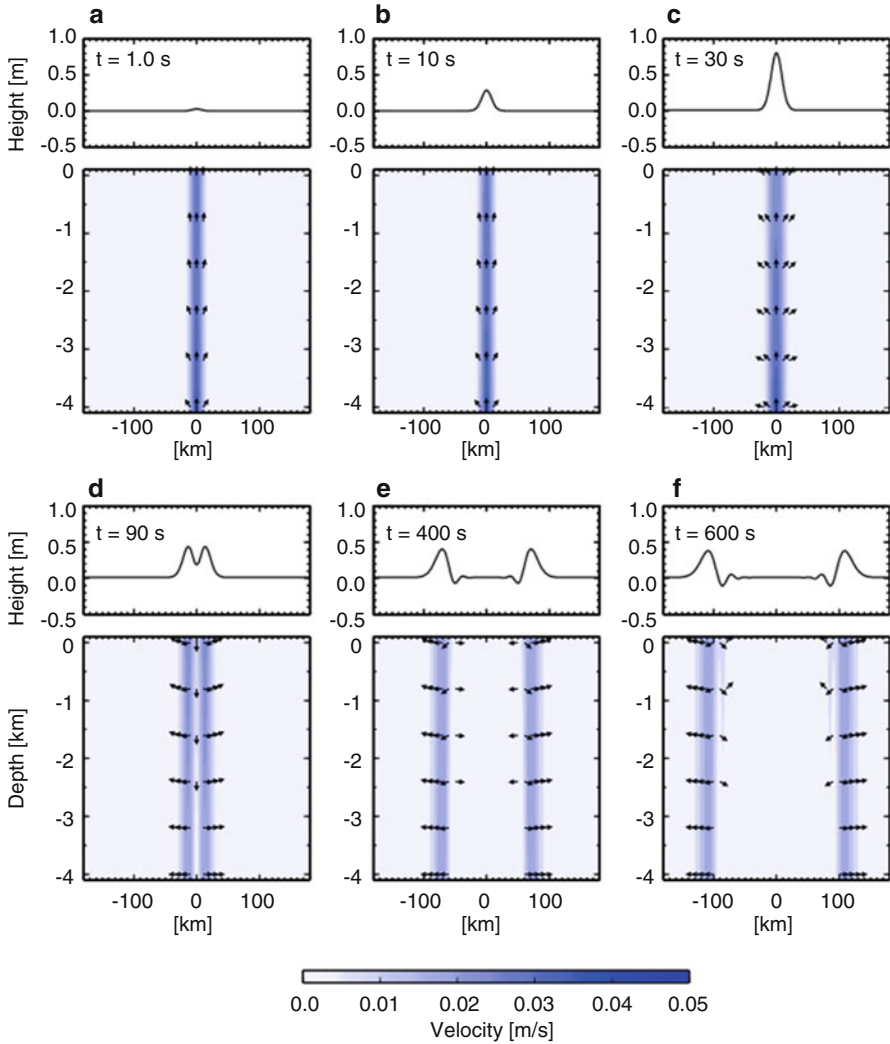 a b c
1.0 1.0 1.0
t = 1.0 s t = 10 s t = 30 s
0.5 0.5 0.5
0.0 0.0 0.0
-0.5 -0.5 -0.5
Height [m]
0 0 0
-1 -1 -1
-2 -2 -2
-3 -3 -3
-4 -4 -4
-100 0 100 -100 0 100 -100 0 100
[km] [km] [km]
d e f
1.0 1.0 1.0
t = 90 s t = 400 s t = 600 s
0.5 0.5 0.5
0.0 0.0 0.0
-0.5 -0.5 -0.5
Height [m]
0 0 0
-1 -1 -1
-2 -2 -2
-3 -3 -3
-4 -4 -4
Depth [km]
-100 0 100 -100 0 100 -100 0 100
[km] [km] [km]
0.0 0.01 0.02 0.03 0.04 0.05
Velocity [m/s]